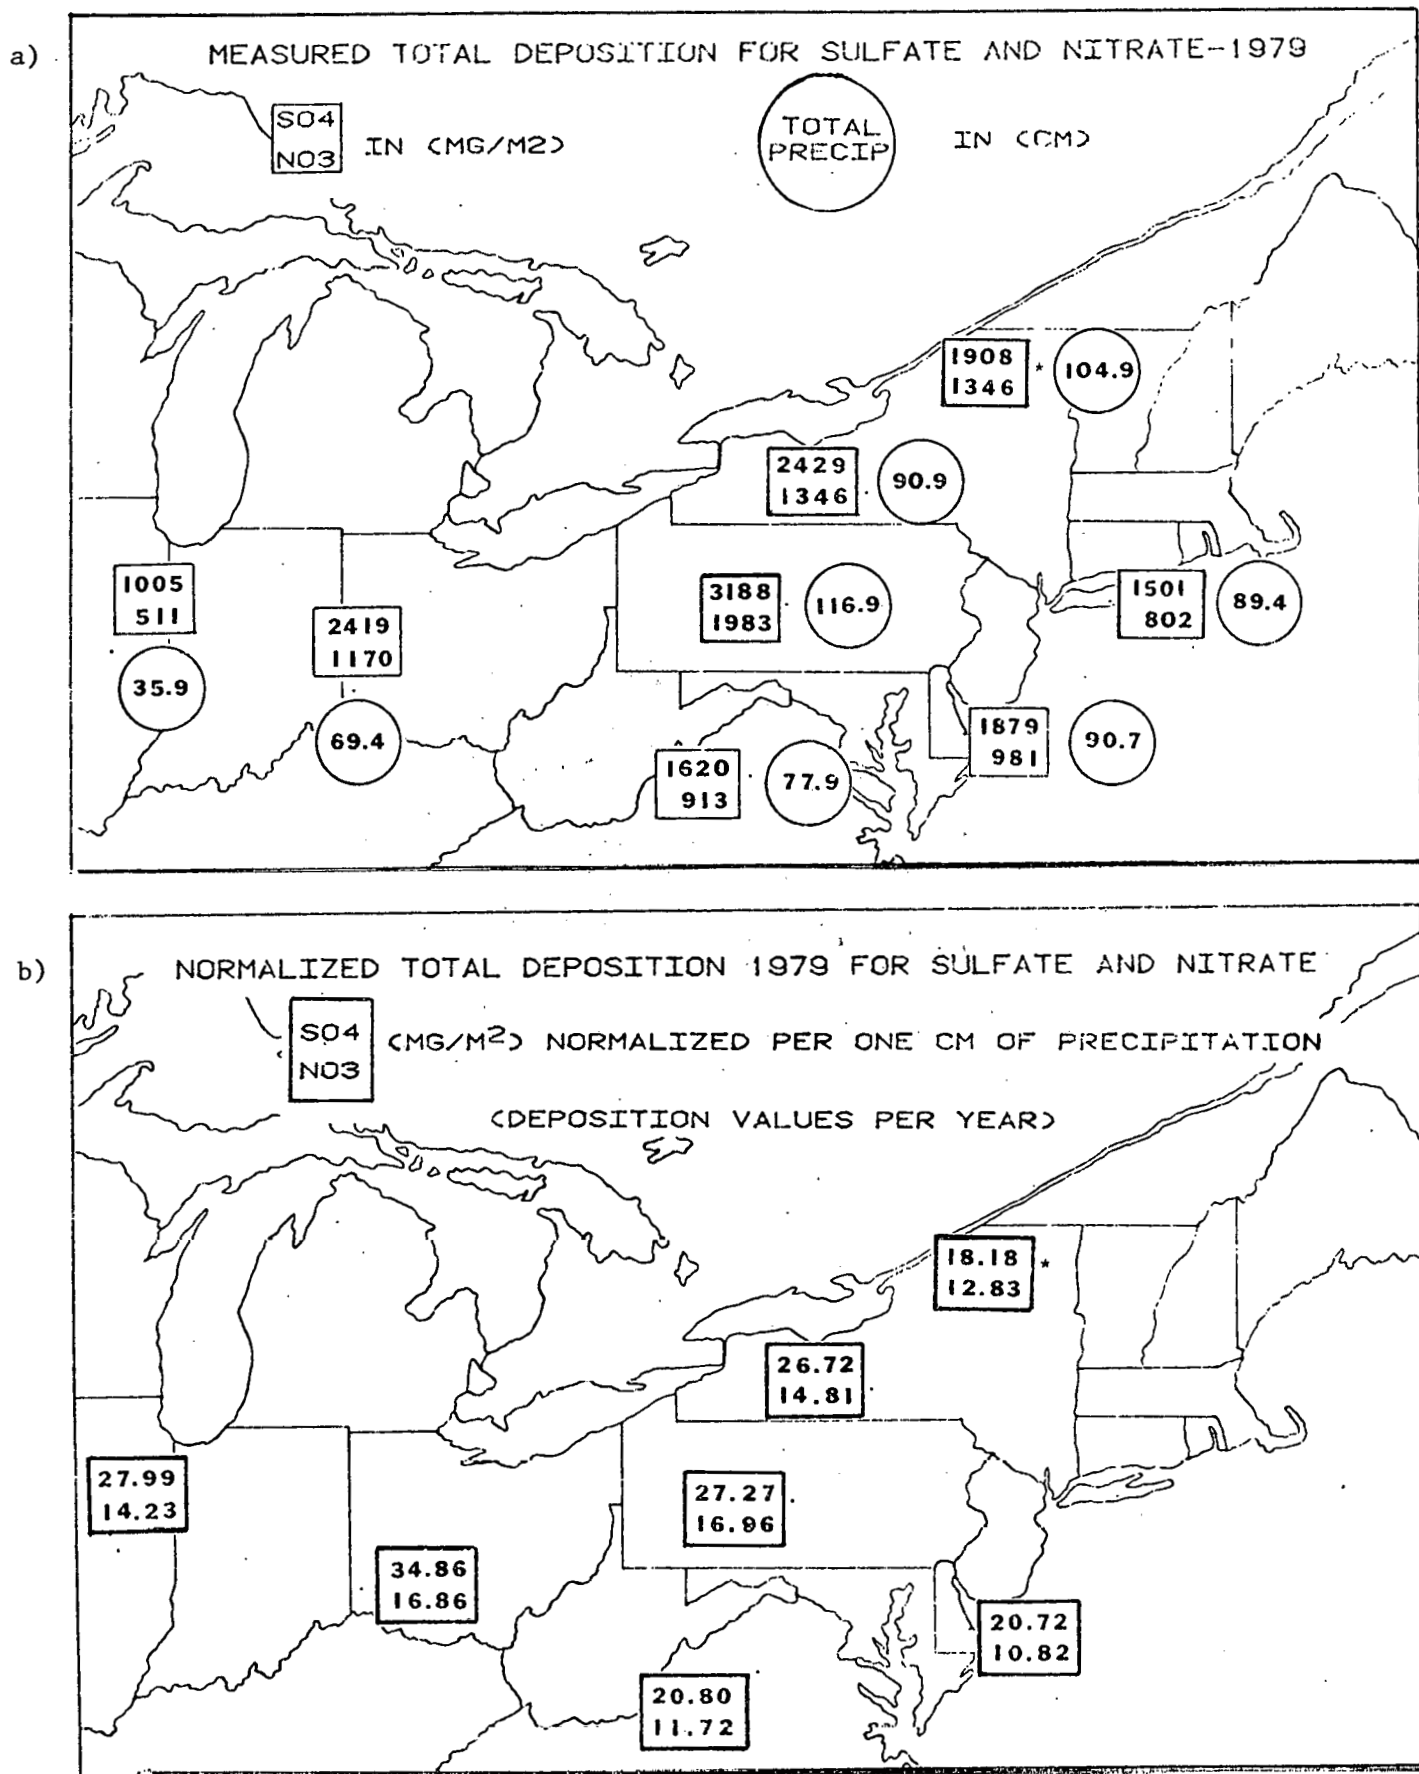 a)
MEASURED TOTAL DEPOSITION FOR SULFATE AND NITRATE-1979
SO4
NO3
IN (MG/M2)
TOTAL
PRECIP
IN (CM)
1908
1346
*
104.9
2429
1346
90.9
1005
511
35.9
2419
1170
69.4
3188
1983
116.9
1501
802
89.4
1879
981
90.7
1620
913
77.9
b)
NORMALIZED TOTAL DEPOSITION 1979 FOR SULFATE AND NITRATE
SO4
NO3
(MG/M2) NORMALIZED PER ONE CM OF PRECIPITATION
(DEPOSITION VALUES PER YEAR)
18.18
12.83
*
26.72
14.81
27.99
14.23
27.27
16.96
34.86
16.86
20.72
10.82
20.80
11.72